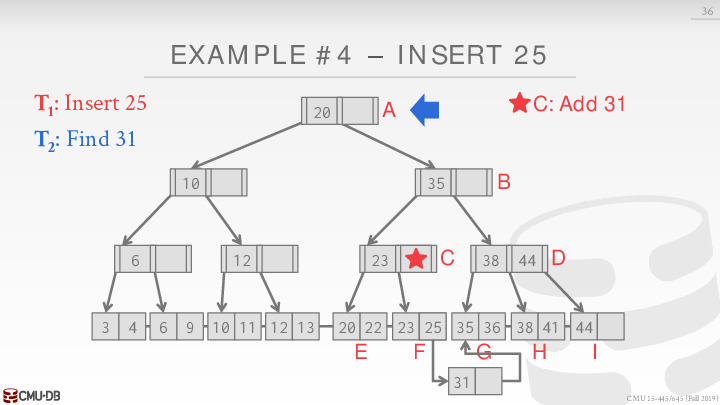 36
EXAMPLE #4 – INSERT 25
T1: Insert 25
T2: Find 31
C: Add 31
20 A
10 35 B
6 12 23 C 38 44 D
3 4 6 9 10 11 12 13 20 22 23 25 35 36 38 41 44
E F G H I
31
CMU·DB
CMU 15-445/645 (Fall 2019)